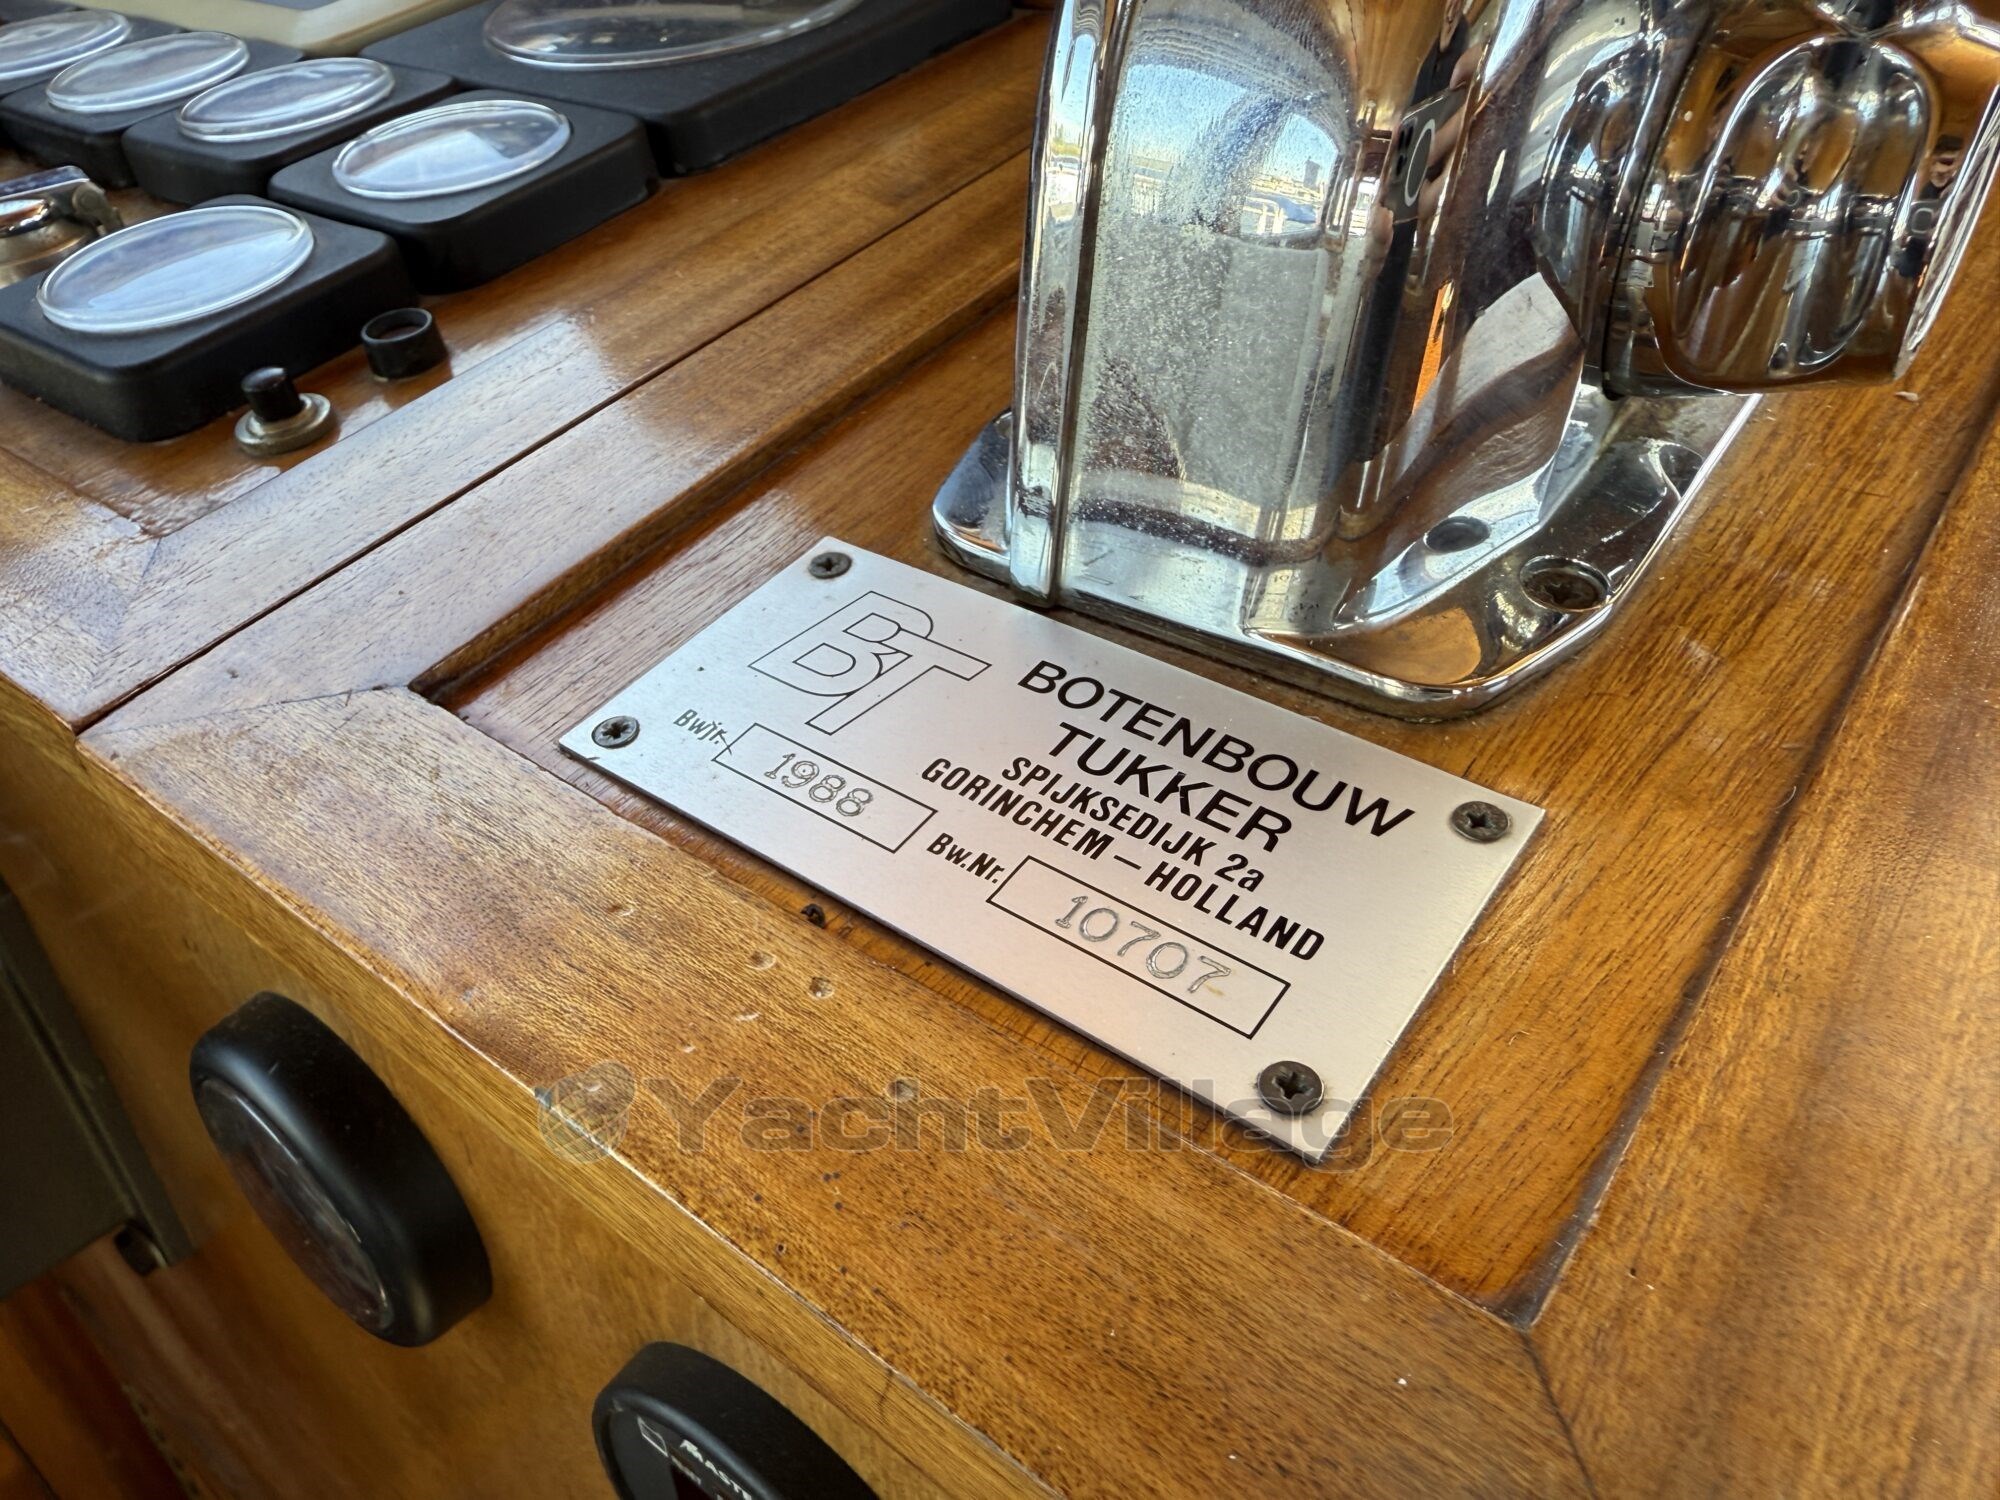 BT
BOTENBOUW
TUKKER
SPIJKSEDIJK 2a
GORINCHEM – HOLLAND
Bwjr. 1988
Bw.Nr. 10707
YachtVillage